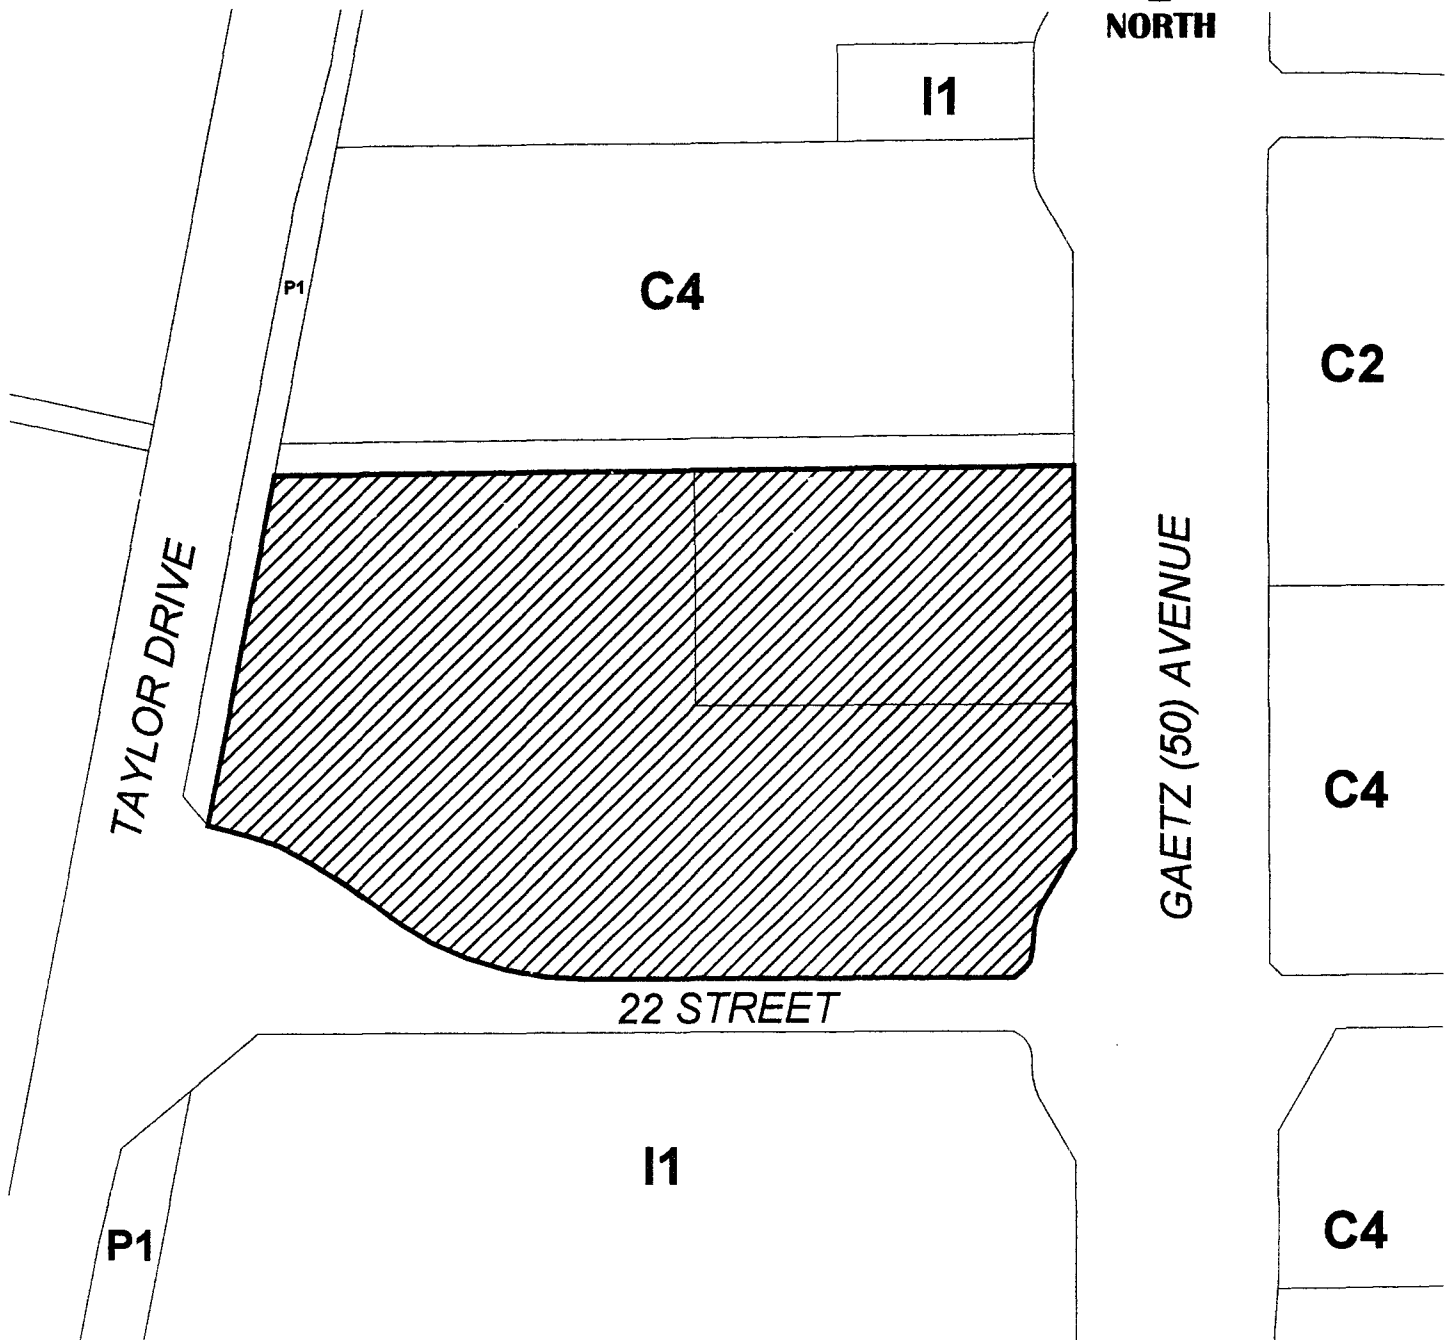 NORTH
I1
P1
C4
C2
TAYLOR DRIVE
GAETZ (50) AVENUE
C4
22 STREET
I1
P1
C4